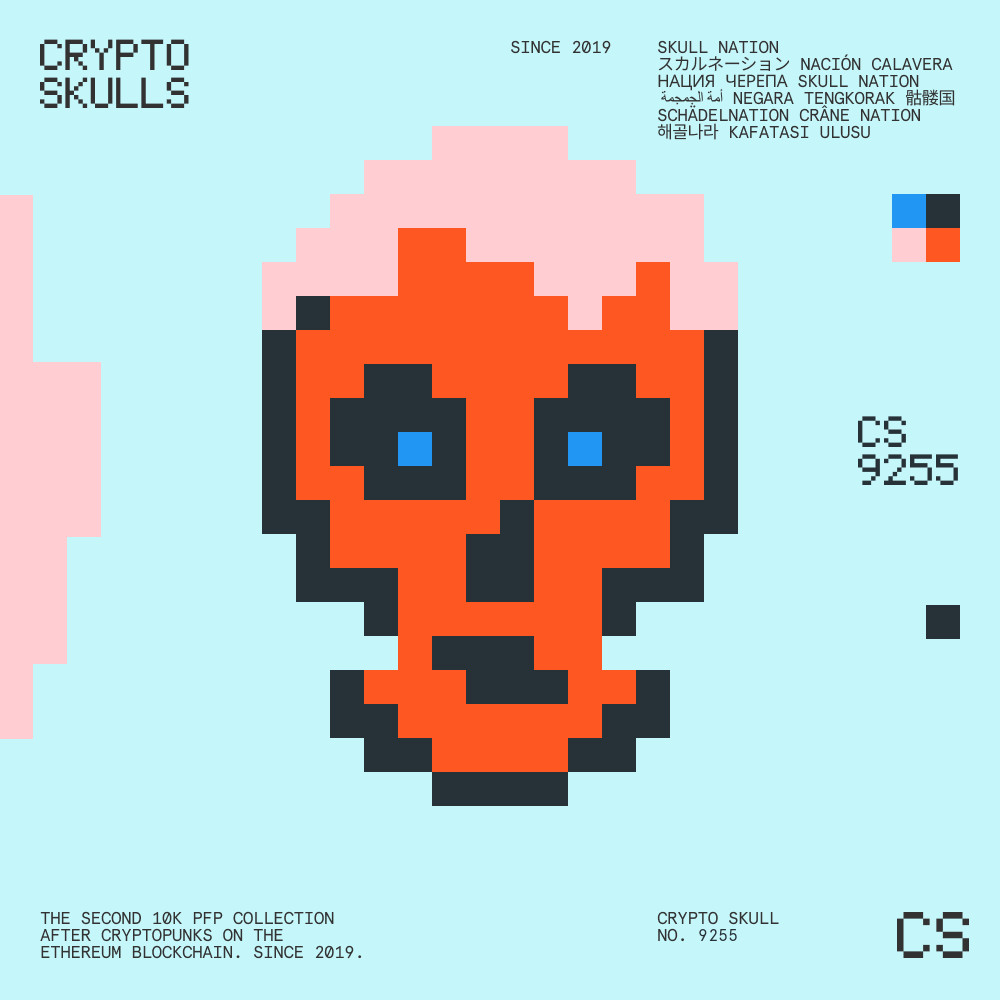 CRYPTO
SKULLS
SINCE 2019
SKULL NATION
スカルネーション NACIÓN CALAVERA
НАЦИЯ ЧЕРЕПА SKULL NATION
أمة الجمجمة NEGARA TENGKORAK 骷髅国
SCHÄDELNATION CRÂNE NATION
해골나라 KAFATASI ULUSU
CS
9255
THE SECOND 10K PFP COLLECTION
AFTER CRYPTOPUNKS ON THE
ETHEREUM BLOCKCHAIN. SINCE 2019.
CRYPTO SKULL
NO. 9255
CS